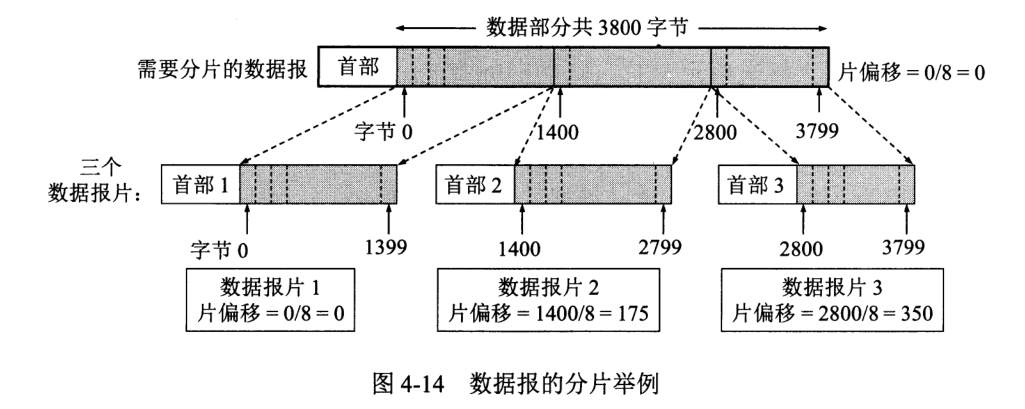 数据部分共 3800 字节
需要分片的数据报
首部
片偏移 = 0/8 = 0
字节 0
1400
2800
3799
三个
数据报片：
首部 1
首部 2
首部 3
字节 0
1399
1400
2799
2800
3799
数据报片 1
片偏移 = 0/8 = 0
数据报片 2
片偏移 = 1400/8 = 175
数据报片 3
片偏移 = 2800/8 = 350
图 4-14 数据报的分片举例